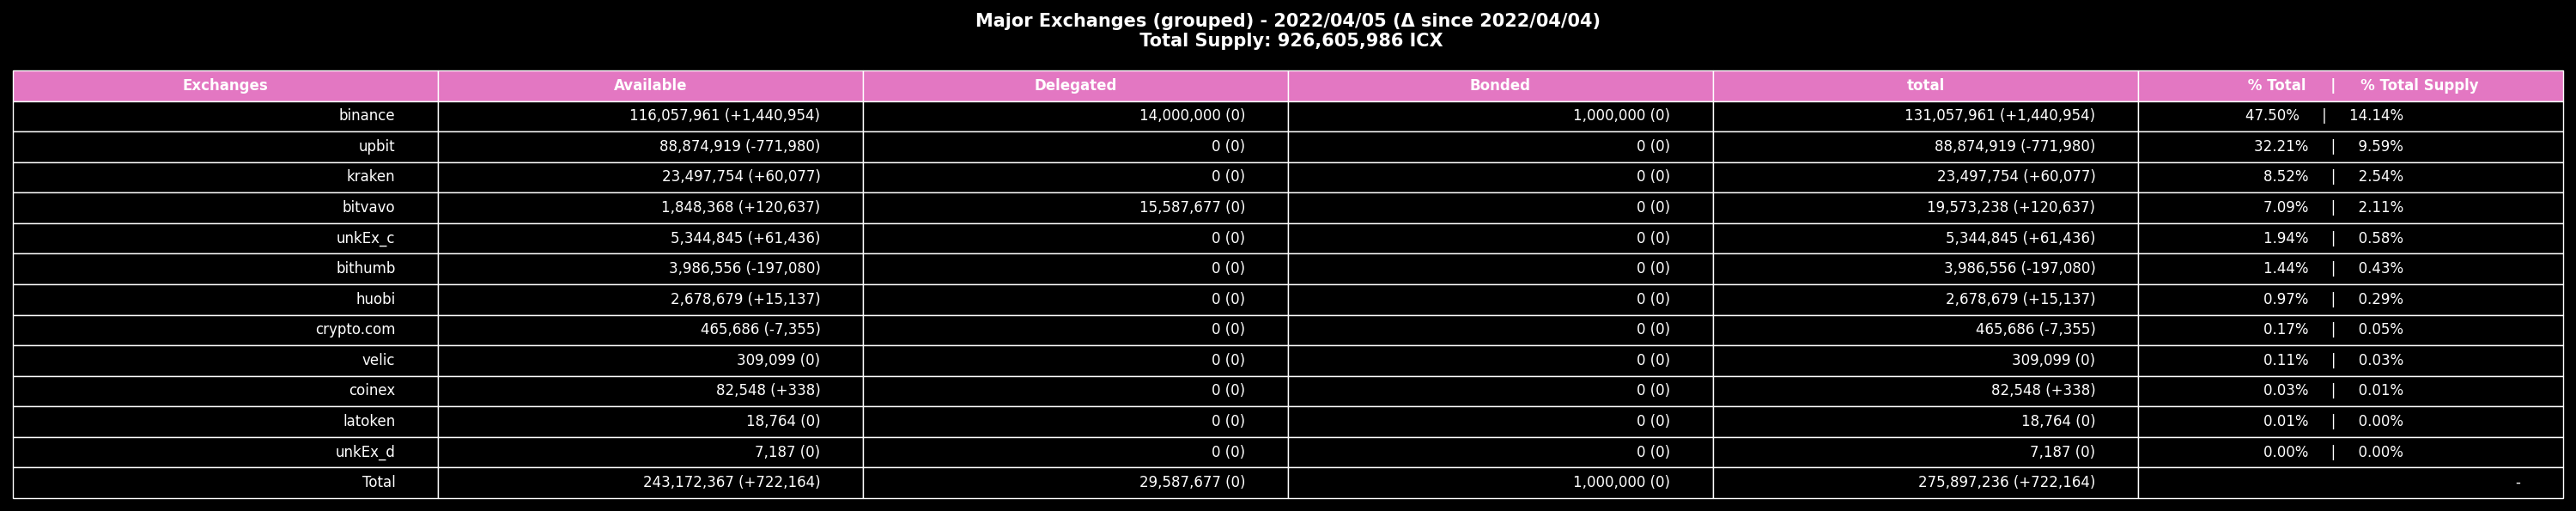 Major Exchanges (grouped) - 2022/04/05 (Δ since 2022/04/04)
Total Supply: 926,605,986 ICX
Exchanges Available Delegated Bonded total % Total | % Total Supply
binance 116,057,961 (+1,440,954) 14,000,000 (0) 1,000,000 (0) 131,057,961 (+1,440,954) 47.50% | 14.14%
upbit 88,874,919 (-771,980) 0 (0) 0 (0) 88,874,919 (-771,980) 32.21% | 9.59%
kraken 23,497,754 (+60,077) 0 (0) 0 (0) 23,497,754 (+60,077) 8.52% | 2.54%
bitvavo 1,848,368 (+120,637) 15,587,677 (0) 0 (0) 19,573,238 (+120,637) 7.09% | 2.11%
unkEx_c 5,344,845 (+61,436) 0 (0) 0 (0) 5,344,845 (+61,436) 1.94% | 0.58%
bithumb 3,986,556 (-197,080) 0 (0) 0 (0) 3,986,556 (-197,080) 1.44% | 0.43%
huobi 2,678,679 (+15,137) 0 (0) 0 (0) 2,678,679 (+15,137) 0.97% | 0.29%
crypto.com 465,686 (-7,355) 0 (0) 0 (0) 465,686 (-7,355) 0.17% | 0.05%
velic 309,099 (0) 0 (0) 0 (0) 309,099 (0) 0.11% | 0.03%
coinex 82,548 (+338) 0 (0) 0 (0) 82,548 (+338) 0.03% | 0.01%
latoken 18,764 (0) 0 (0) 0 (0) 18,764 (0) 0.01% | 0.00%
unkEx_d 7,187 (0) 0 (0) 0 (0) 7,187 (0) 0.00% | 0.00%
Total 243,172,367 (+722,164) 29,587,677 (0) 1,000,000 (0) 275,897,236 (+722,164) -